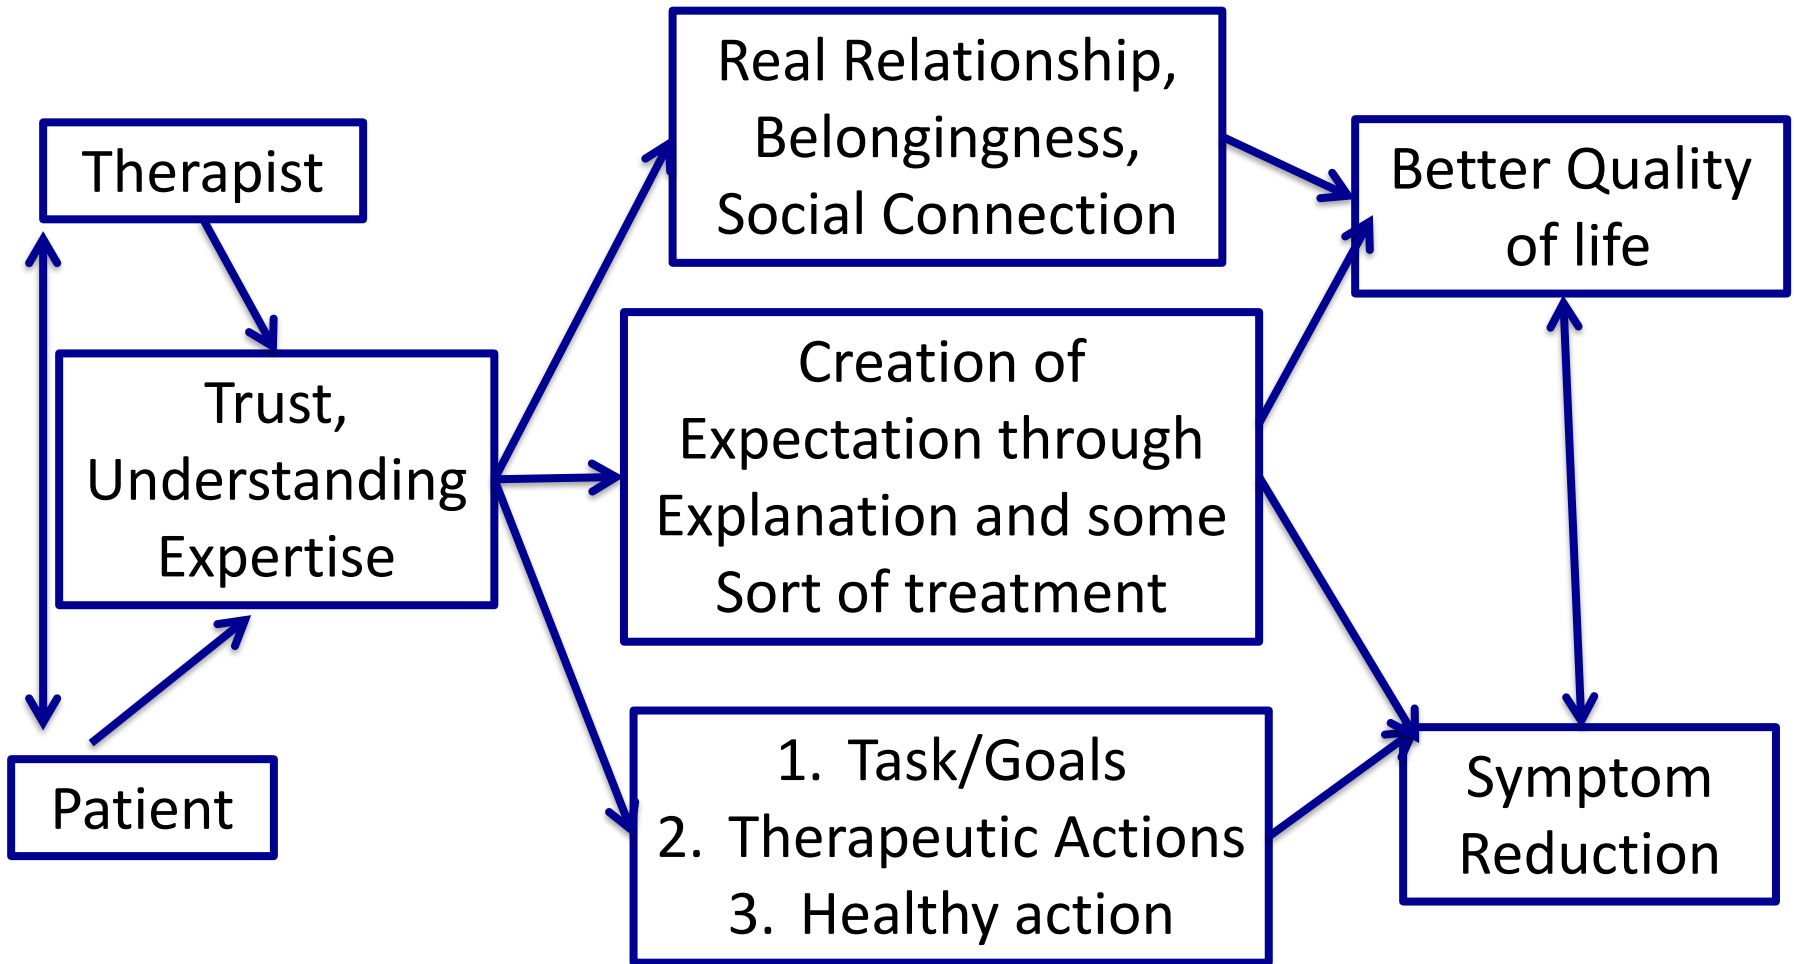 Therapist
Trust,
Understanding
Expertise
Patient
Real Relationship,
Belongingness,
Social Connection
Creation of
Expectation through
Explanation and some
Sort of treatment
1. Task/Goals
2. Therapeutic Actions
3. Healthy action
Better Quality
of life
Symptom
Reduction